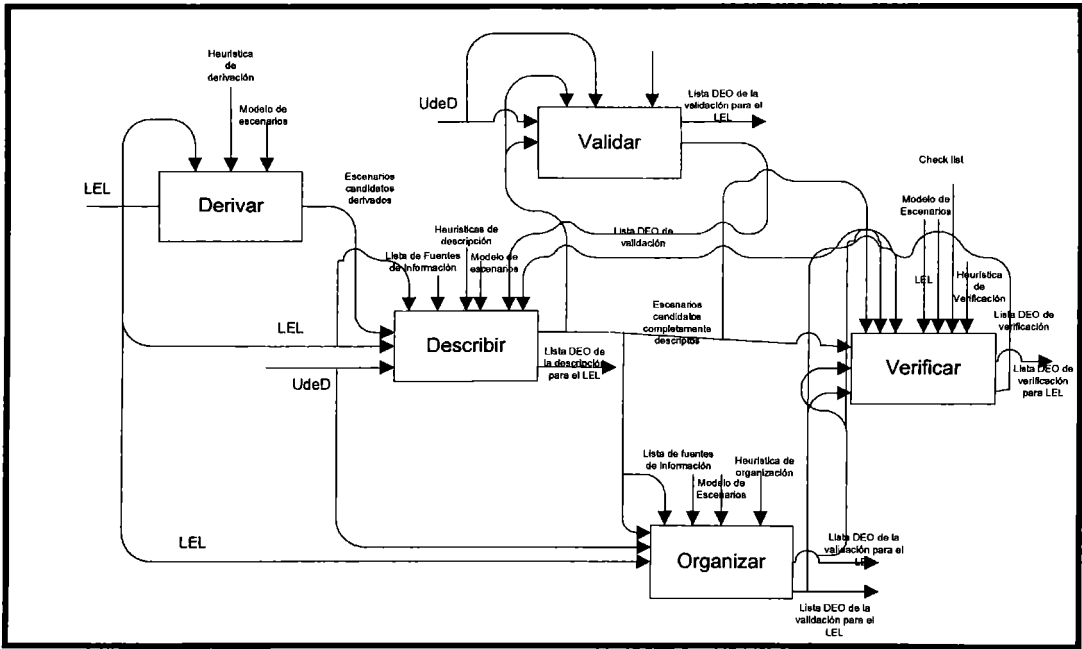 Heurística
de
derivación
Modelo de
escenarios
LEL
Derivar
UdeD
Validar
Lista DEO de la
validación para el
LEL
Check list
Escenarios
candidatos
derivados
Modelo de
Escenarios
Heurísticas de
descripción
Lista DEO de
validación
Lista de Fuentes
de Información
Modelo de
escenarios
LEL
Heurística
de
Verificación
LEL
Escenarios
candidatos
completamente
descriptos
Lista DEO de
verificación
Describir
Verificar
Lista DEO de
la descripción
para el LEL
Lista DEO de
verificación
para LEL
UdeD
Lista de fuentes
de Información
Modelo de
Escenarios
Heurística de
organización
LEL
Organizar
Lista DEO de la
validación para el
LEL
Lista DEO de la
validación para el
LEL